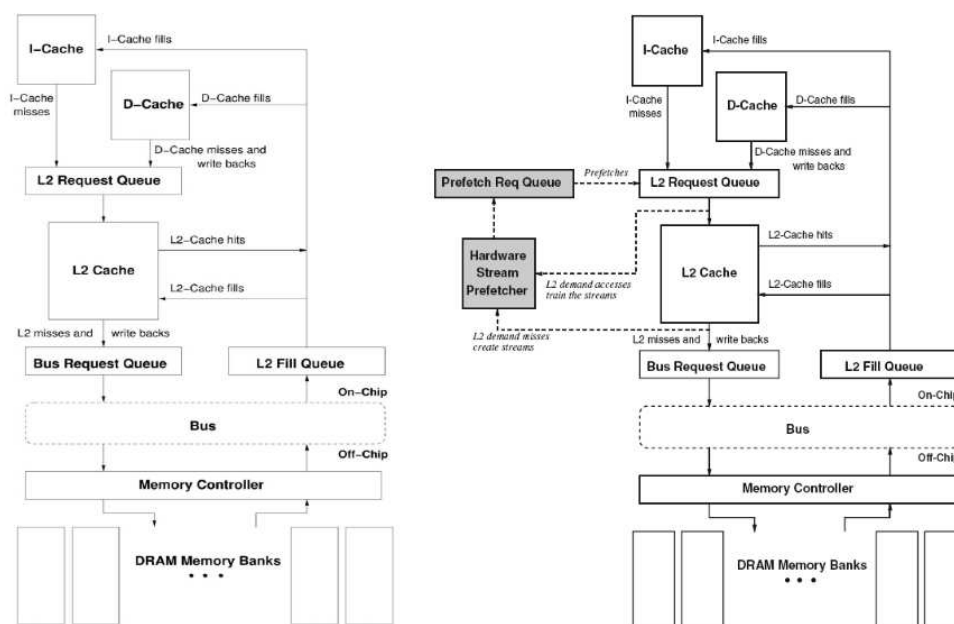 I–Cache
I–Cache fills
D–Cache
D–Cache fills
I–Cache
misses
D–Cache misses and
write backs
L2 Request Queue
L2–Cache hits
L2 Cache
L2–Cache fills
L2 misses and
write backs
Bus Request Queue
L2 Fill Queue
On–Chip
Bus
Off–Chip
Memory Controller
DRAM Memory Banks
• • •
I-Cache
I-Cache fills
D-Cache
D-Cache fills
I-Cache
misses
D-Cache misses and
write backs
Prefetch Req Queue
Prefetches
L2 Request Queue
L2-Cache hits
Hardware
Stream
Prefetcher
L2 Cache
L2 demand accesses
train the streams
L2-Cache fills
L2 demand misses
create streams
L2 misses and
write backs
Bus Request Queue
L2 Fill Queue
On-Chip
Bus
Off-Chip
Memory Controller
DRAM Memory Banks
• • •